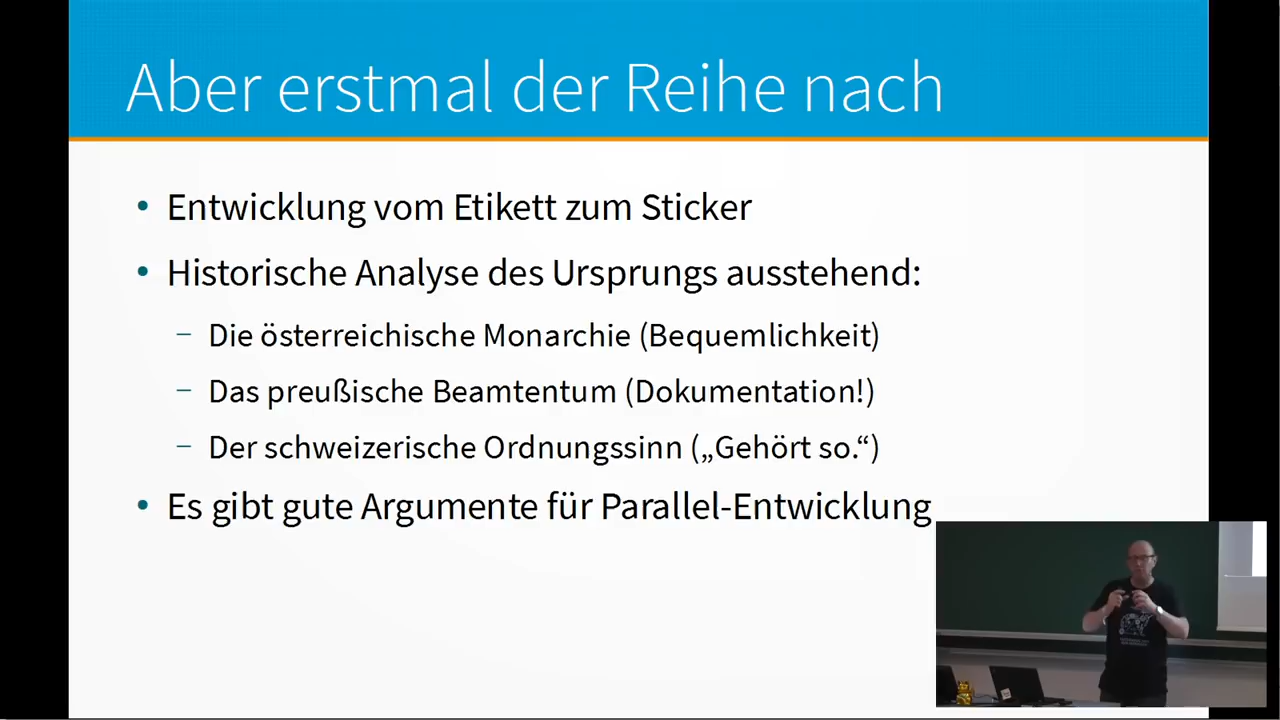 Aber erstmal der Reihe nach
• Entwicklung vom Etikett zum Sticker
• Historische Analyse des Ursprungs ausstehend:
– Die österreichische Monarchie (Bequemlichkeit)
– Das preußische Beamtentum (Dokumentation!)
– Der schweizerische Ordnungssinn („Gehört so.“)
• Es gibt gute Argumente für Parallel-Entwicklung